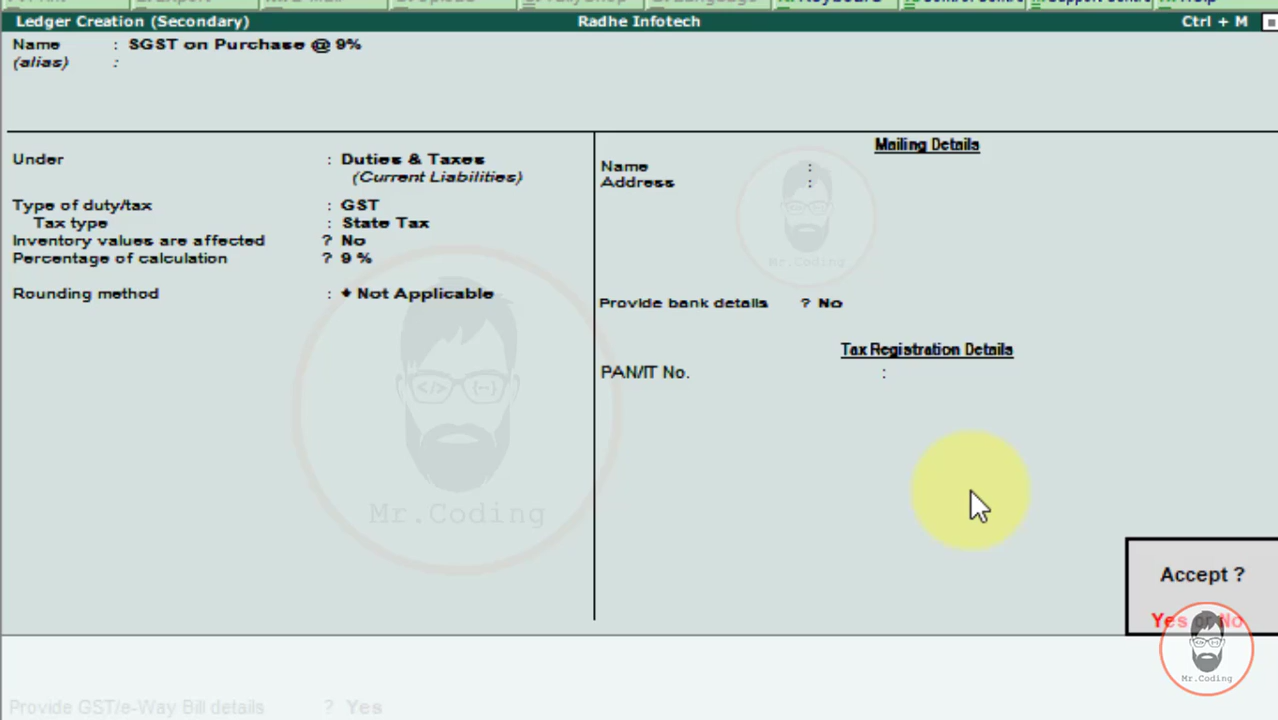 Ledger Creation (Secondary) Radhe Infotech Ctrl + M
Name : SGST on Purchase @ 9%
(alias) :
Mailing Details
Under : Duties & Taxes
(Current Liabilities)
Name :
Address :
Type of duty/tax : GST
Tax type : State Tax
Inventory values are affected ? No
Percentage of calculation ? 9 %
Rounding method : ♦ Not Applicable
Provide bank details ? No
Tax Registration Details
PAN/IT No. :
Mr.Coding
Mr.Coding
Accept ?
Yes or No
Mr.Coding
Provide GST/e-Way Bill details ? Yes